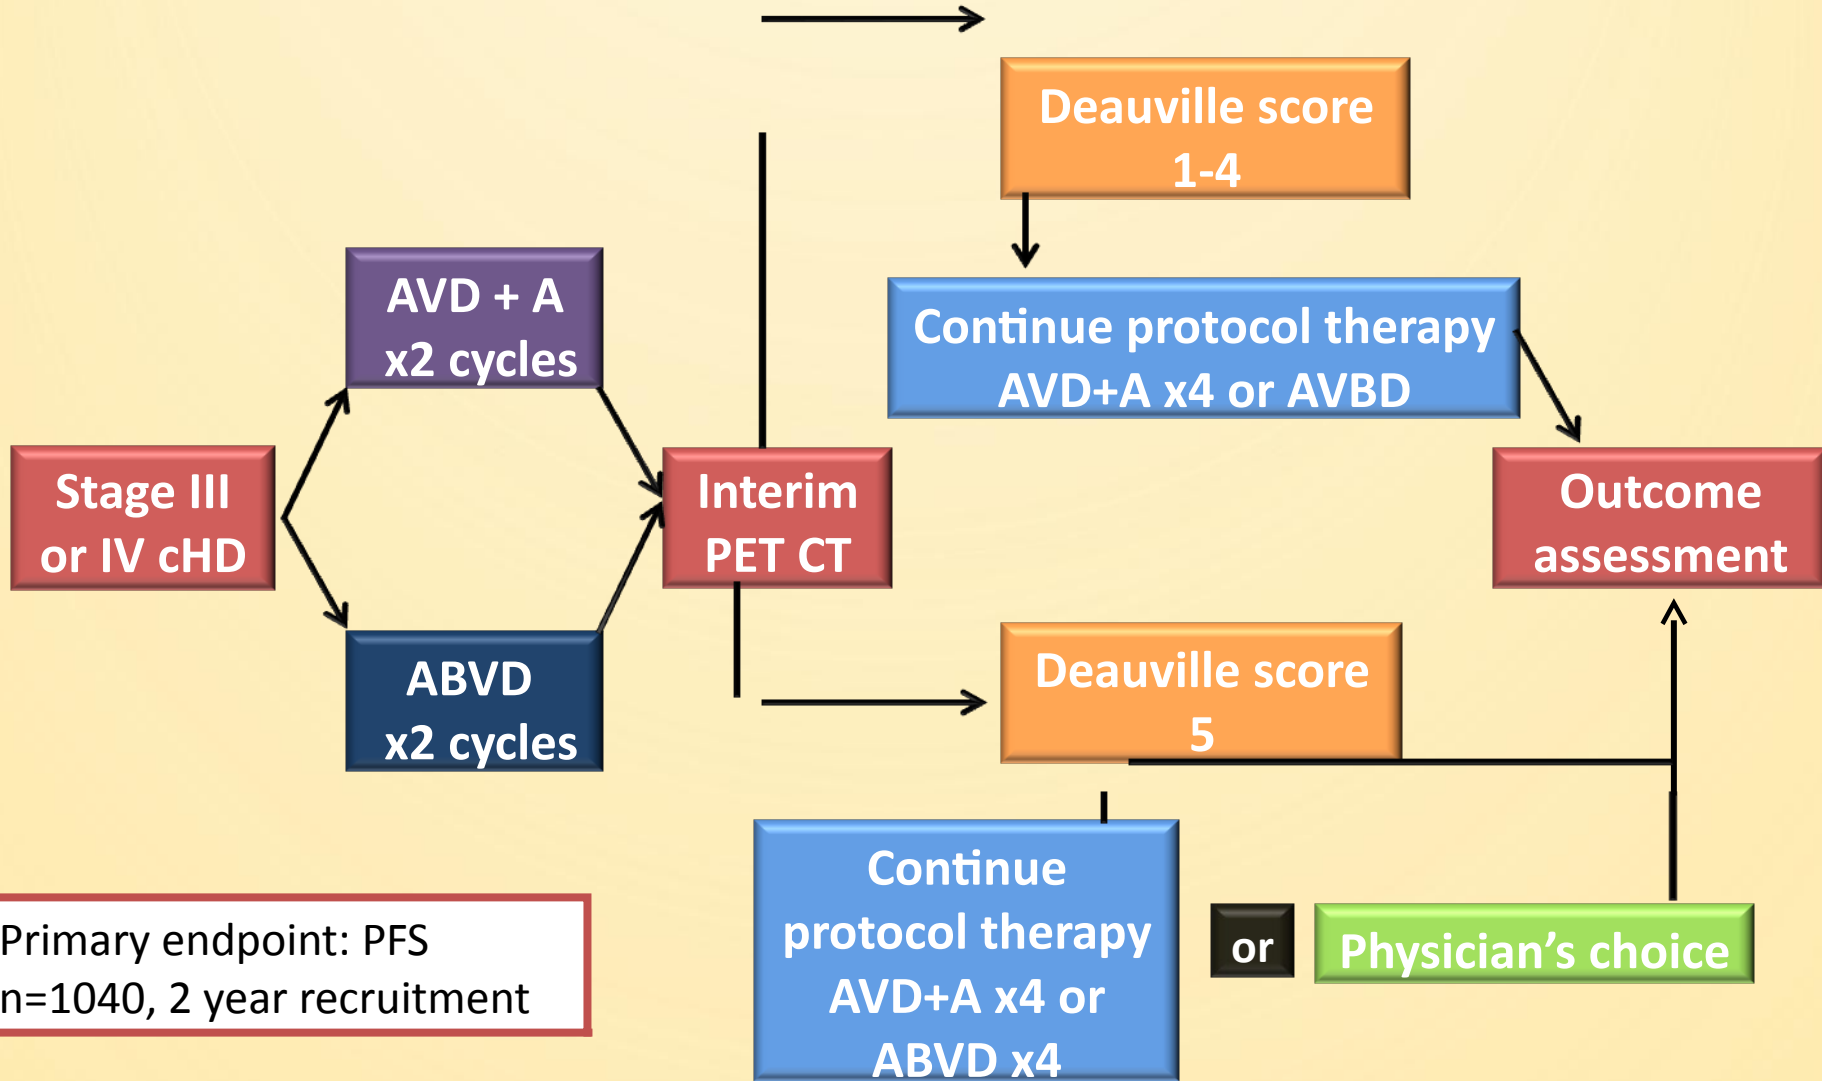 Deauville score
1-4
AVD + A
x2 cycles
Continue protocol therapy
AVD+A x4 or AVBD
Stage III
or IV cHD
Interim
PET CT
Outcome
assessment
ABVD
x2 cycles
Deauville score
5
Continue
protocol therapy
AVD+A x4 or
ABVD x4
or
Physician’s choice
Primary endpoint: PFS
n=1040, 2 year recruitment